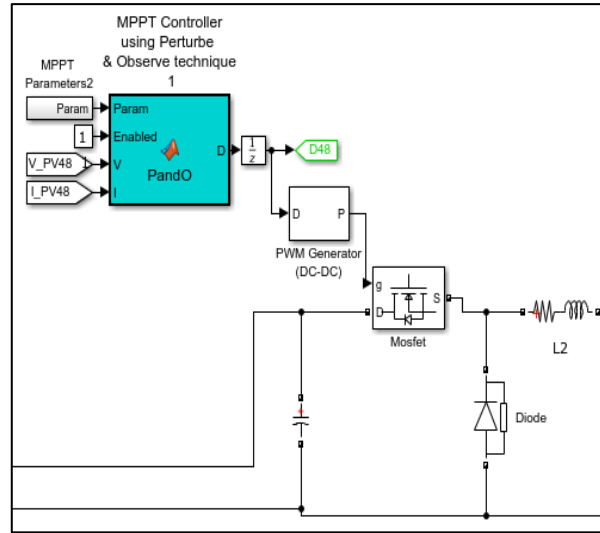 MPPT Controller
using Perturbe
& Observe technique
1
MPPT
Parameters2
Param
Param
1
Enabled
V_PV48
V
I_PV48
I
D
PandO
1
z
D48
D
P
PWM Generator
(DC-DC)
g
D
S
Mosfet
L2
Diode